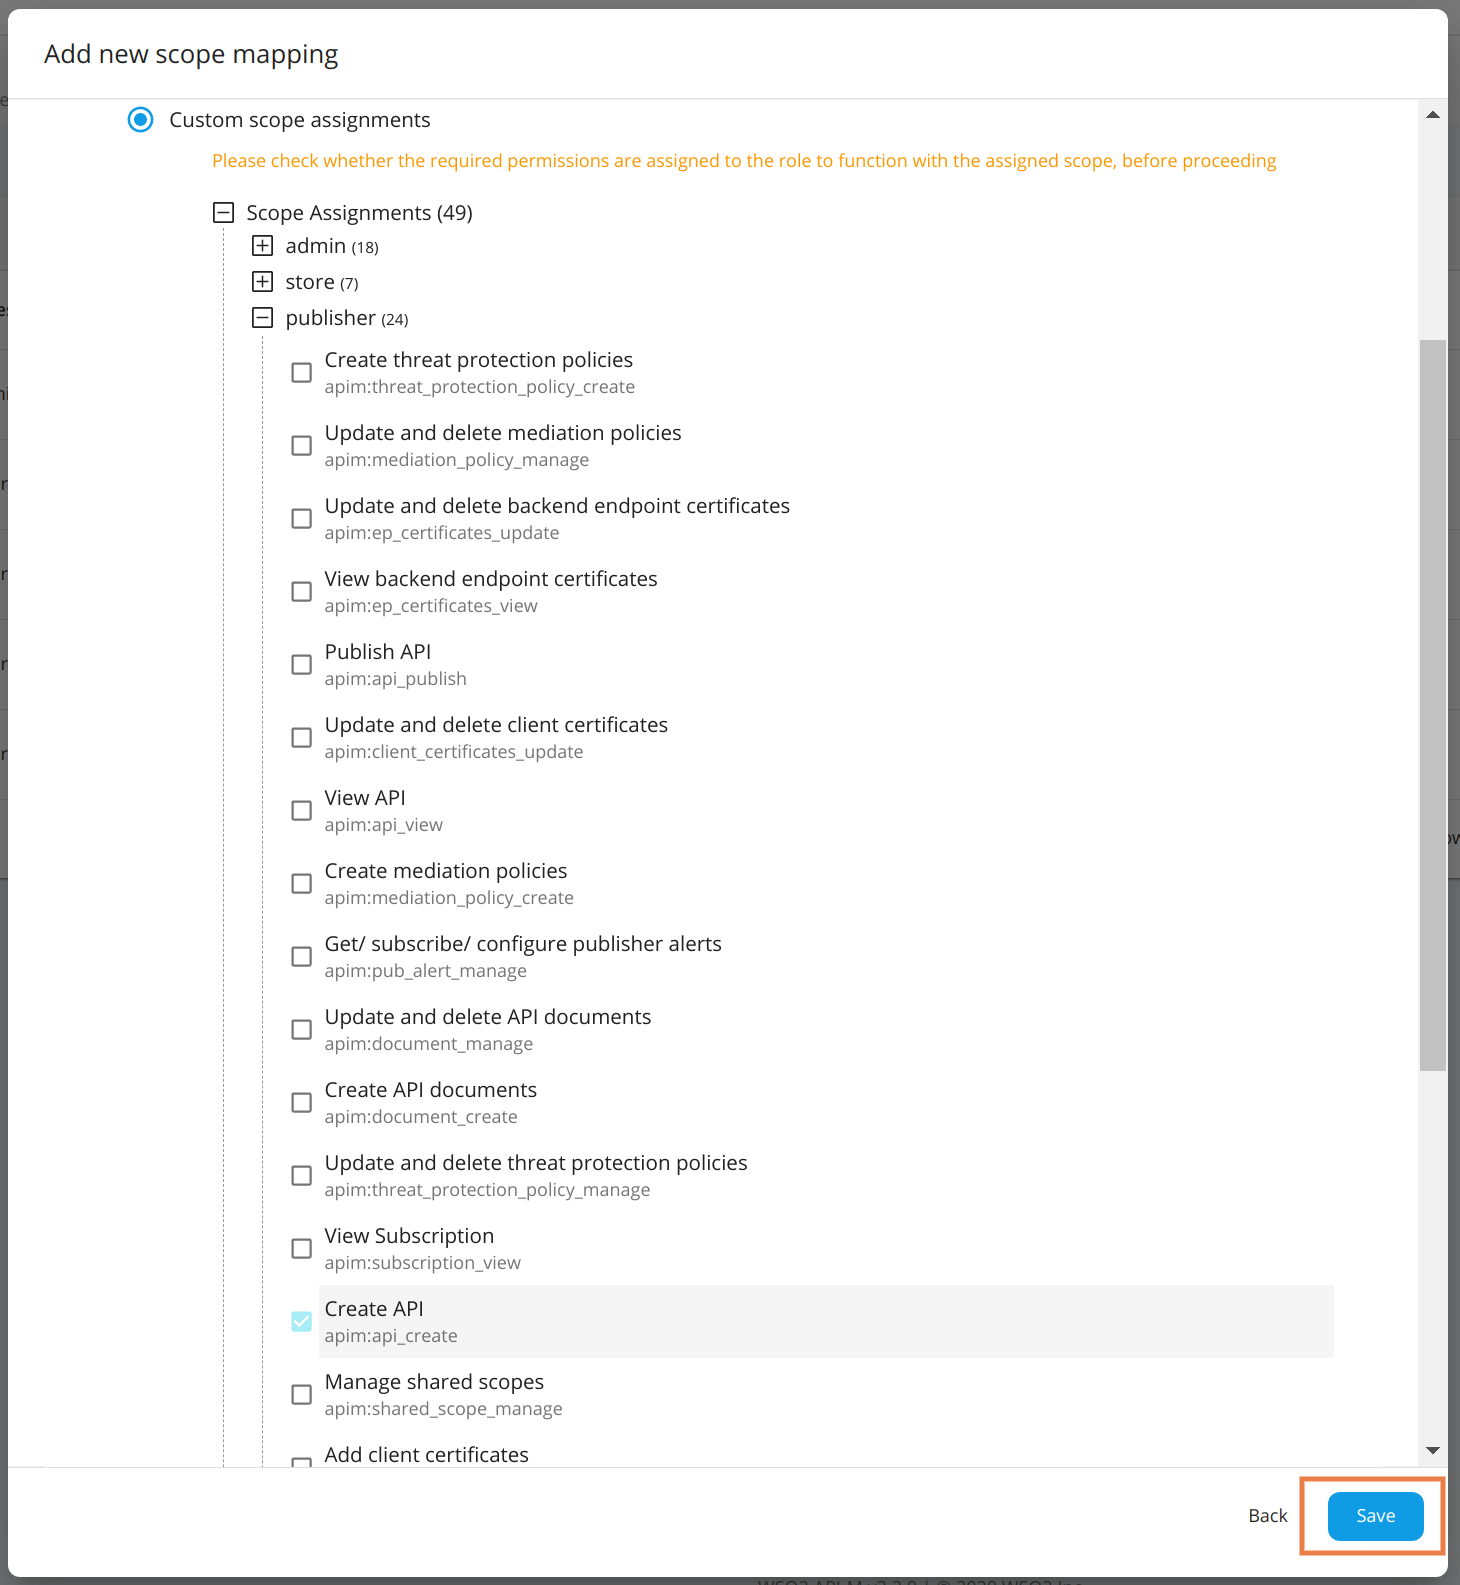 Add new scope mapping
Custom scope assignments
Please check whether the required permissions are assigned to the role to function with the assigned scope, before proceeding
Scope Assignments (49)
admin (18)
store (7)
publisher (24)
Create threat protection policies
apim:threat_protection_policy_create
Update and delete mediation policies
apim:mediation_policy_manage
Update and delete backend endpoint certificates
apim:ep_certificates_update
View backend endpoint certificates
apim:ep_certificates_view
Publish API
apim:api_publish
Update and delete client certificates
apim:client_certificates_update
View API
apim:api_view
Create mediation policies
apim:mediation_policy_create
Get/ subscribe/ configure publisher alerts
apim:pub_alert_manage
Update and delete API documents
apim:document_manage
Create API documents
apim:document_create
Update and delete threat protection policies
apim:threat_protection_policy_manage
View Subscription
apim:subscription_view
Create API
apim:api_create
Manage shared scopes
apim:shared_scope_manage
Add client certificates
Back
Save